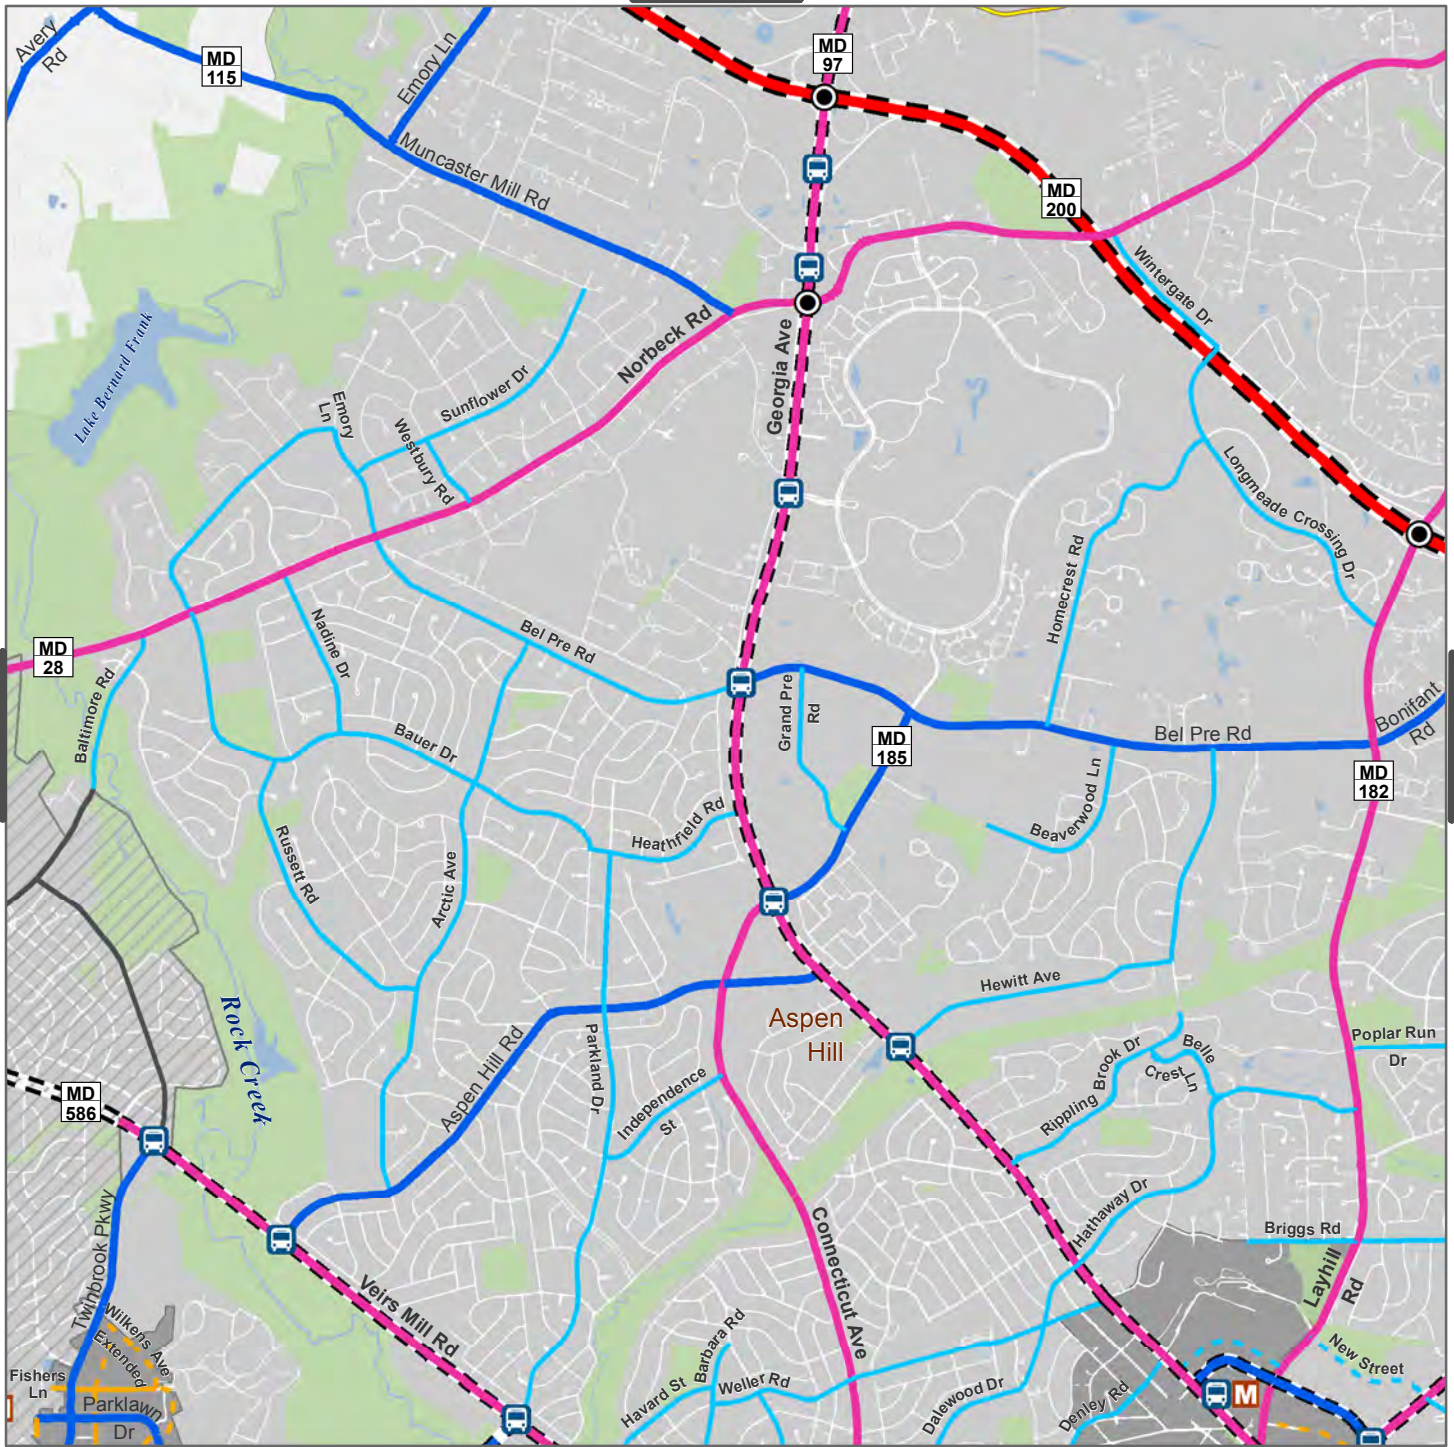 Avery
Rd
MD
115
Emory Ln
MD
97
Muncaster Mill Rd
MD
200
Wintergate Dr
Lake Bernard Frank
Norbeck Rd
Georgia Ave
Sunflower Dr
Emory
Ln
Westbury Rd
Longmeade Crossing Dr
Homecrest Rd
Nadine Dr
Bel Pre Rd
MD
28
Baltimore Rd
Bauer Dr
Grand Pre
Rd
MD
185
Bel Pre Rd
Bonifant
Rd
MD
182
Beaverwood Ln
Heathfield Rd
Russett Rd
Arctic Ave
Hewitt Ave
Rock Creek
Aspen
Hill
Aspen Hill Rd
Parkland Dr
Independence
St
Poplar Run
Dr
Rippling Brook Dr
Belle
Crest Ln
MD
586
Twinbrook Pkwy
Hathaway Dr
Connecticut Ave
Briggs Rd
Layhill
Rd
Veirs Mill Rd
Wilkens Ave
Extended
Barbara Rd
New Street
Fishers
Ln
Havard St
Weller Rd
Dalewood Dr
Denley Rd
M
Parklawn
Dr